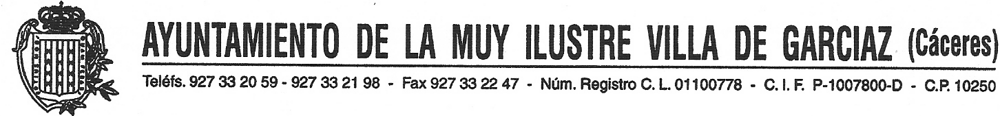 AYUNTAMIENTO DE LA MUY ILUSTRE VILLA DE GARCIAZ (Cáceres)
Teléfs. 927 33 20 59 - 927 33 21 98 - Fax 927 33 22 47 - Núm. Registro C. L. 01100778 - C. I. F. P-1007800-D - C.P. 10250